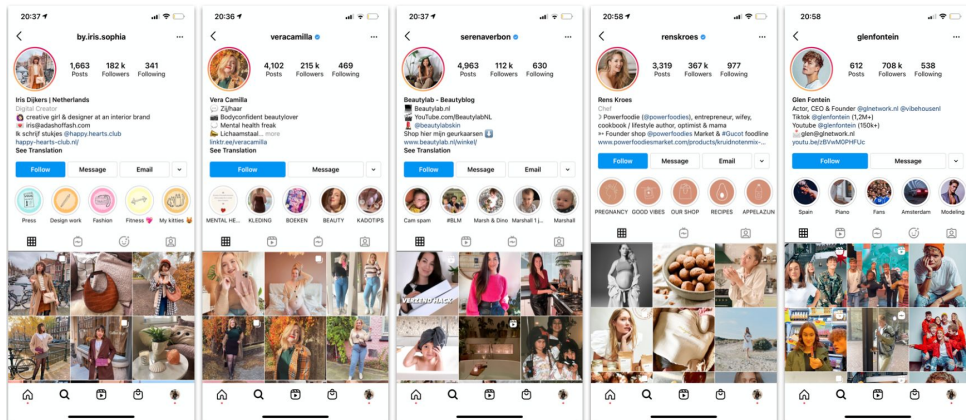 20:37
by.iris.sophia
1,663 182 k 341
Posts Followers Following
Iris Dijkers | Netherlands
Digital Creator
creative girl & designer at an interior brand
iris@adashoffash.com
Ik schrijf stukjes @happy.hearts.club
happy-hearts-club.nl/
See Translation
Follow Message Email
Press Design work Fashion Fitness My kitties
20:36
veracamilla
4,102 215 k 469
Posts Followers Following
Vera Camilla
Zij/haar
Bodyconfident beautylover
Mental health freak
Lichaamstaal... more
linktr.ee/veracamilla
See Translation
Follow Message
MENTAL HE... KLEDING BOEKEN BEAUTY KADOTIPS
20:37
serenaverbon
4,963 112 k 630
Posts Followers Following
Serena Verbon
Beautylab - Beautyblog
Beautylab.nl
YouTube.com/BeautylabNL
@beautylabskin
Shop hier mijn geurkaarsen
www.beautylab.nl/winkel/
See Translation
Follow Message Email
Cam spam #BLM Marsh & Dino Marshall 1 j... Marshall
VERZEND HACKS
20:58
renskroes
3,319 367 k 977
Posts Followers Following
Rens Kroes
Chef
Powerfoodie (@powerfoodies), entrepreneur, wife,
cookbook / lifestyle author, optimist & mama
Founder shop @powerfoodies Market & #Gucot foodline
www.powerfoodiesmarket.com/products/kruidnotenmix-...
Follow Message
PREGNANCY GOOD VIBES OUR SHOP RECIPES APPELAZIJN
20:58
glenfontein
612 708 k 538
Posts Followers Following
Glen Fontein
Actor, CEO & Founder @glnetwork.nl @vibehousenl
Tiktok @glenfontein (1,2M+)
Youtube @glenfontein (150k+)
glen@glnetwork.nl
youtu.be/zBVwM0PHFUc
Follow Message
Spain Piano Fans Amsterdam Modeling